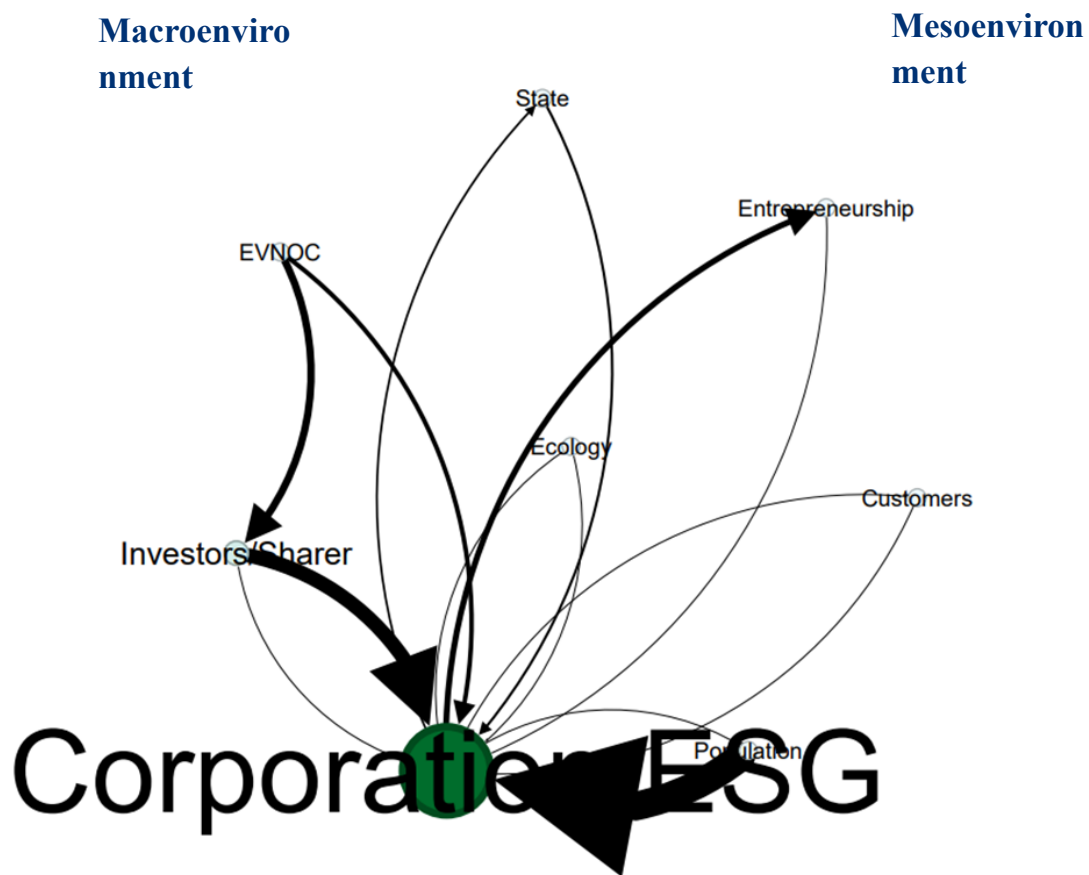 Macroenviro
nment
Mesoenviron
ment
State
Entrepreneurship
EVNOC
Ecology
Customers
Investors/Sharer
Population
Corporation ESG